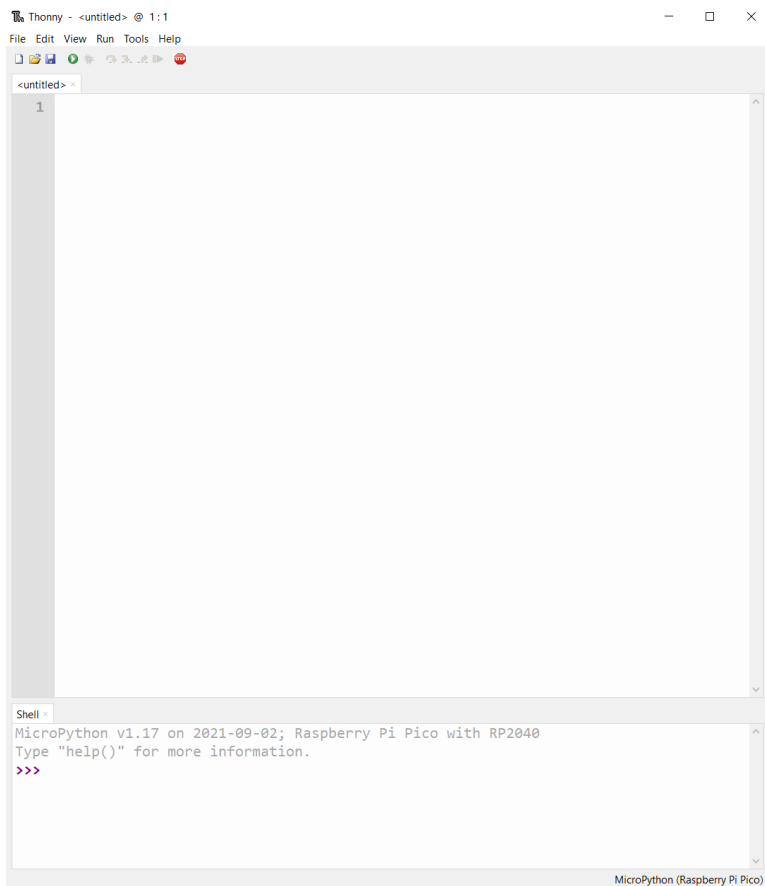 Thonny - <untitled> @ 1:1
File Edit View Run Tools Help
STOP
<untitled> ×
1
Shell ×
MicroPython v1.17 on 2021-09-02; Raspberry Pi Pico with RP2040
Type "help()" for more information.
>>>
MicroPython (Raspberry Pi Pico)